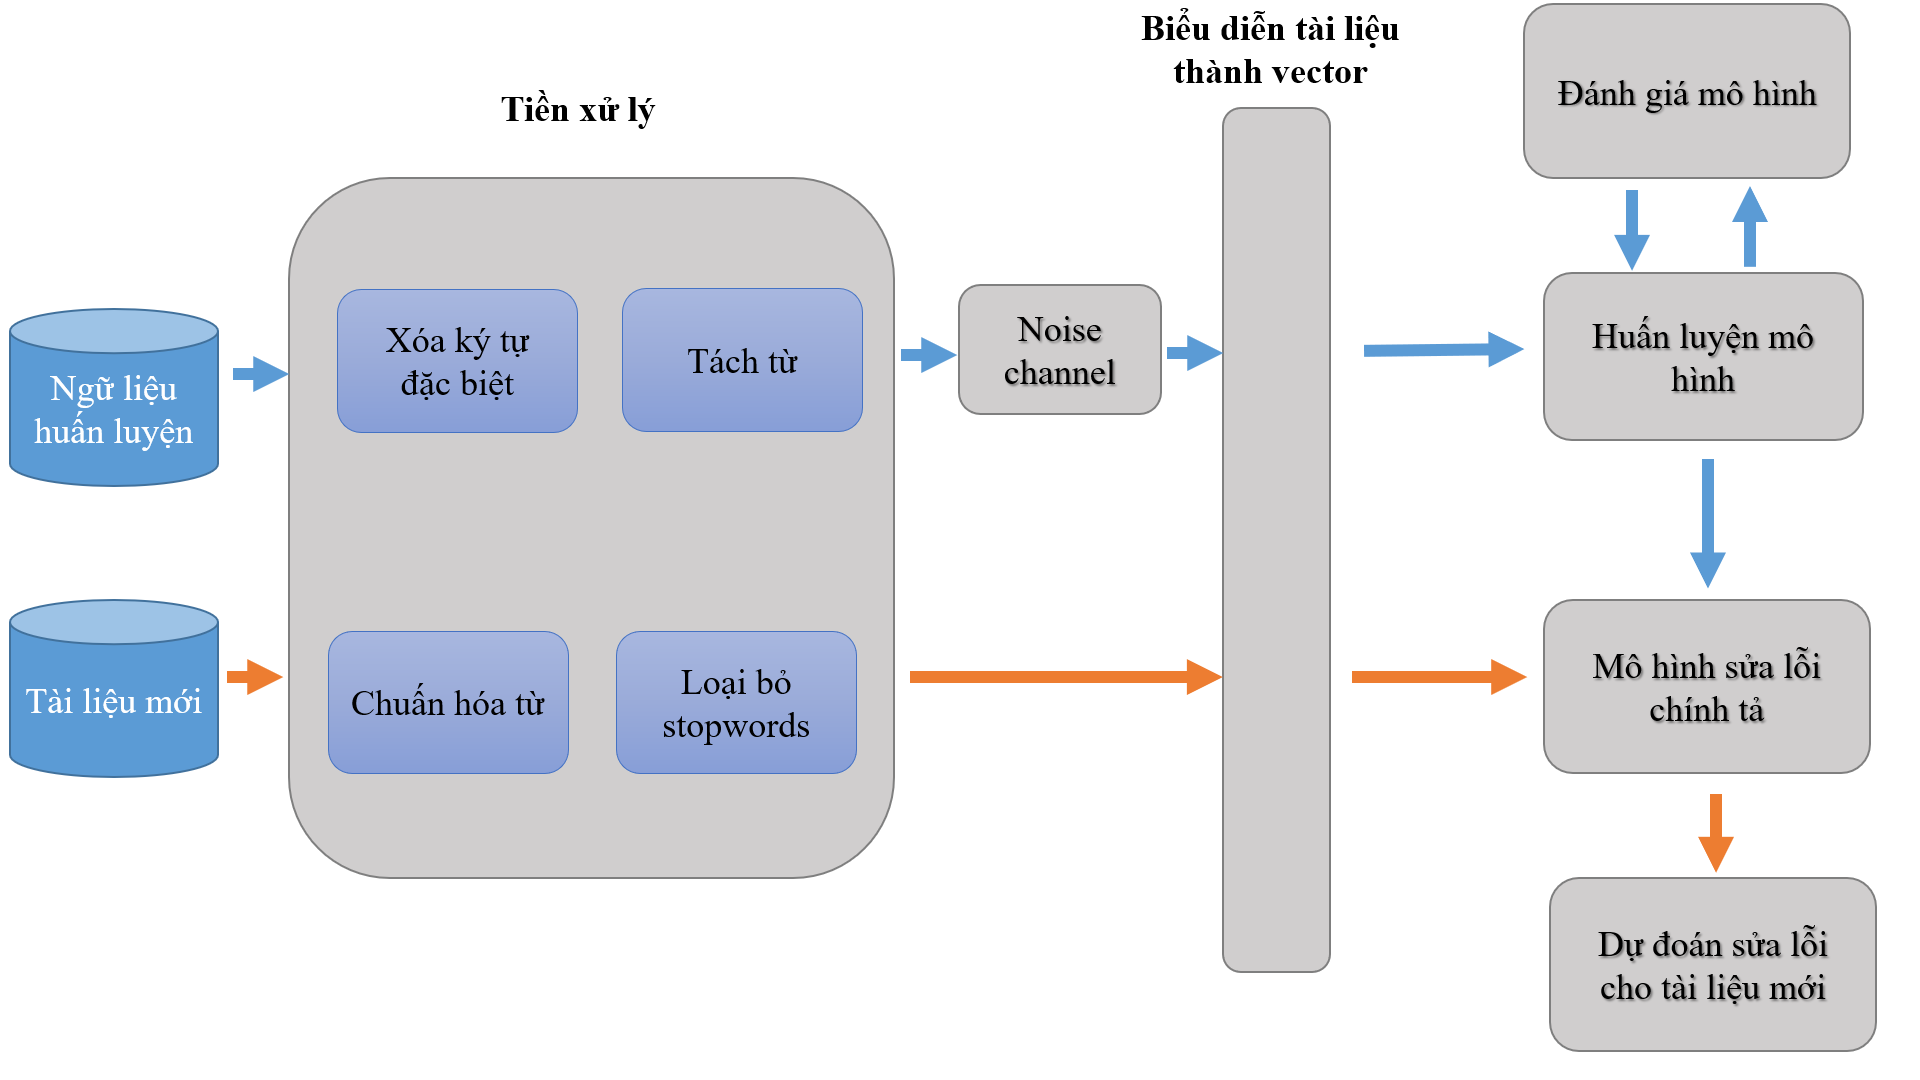 Tiền xử lý
Biểu diễn tài liệu
thành vector
Đánh giá mô hình
Ngữ liệu
huấn luyện
Xóa ký tự
đặc biệt
Tách từ
Noise
channel
Huấn luyện mô
hình
Tài liệu mới
Chuẩn hóa từ
Loại bỏ
stopwords
Mô hình sửa lỗi
chính tả
Dự đoán sửa lỗi
cho tài liệu mới